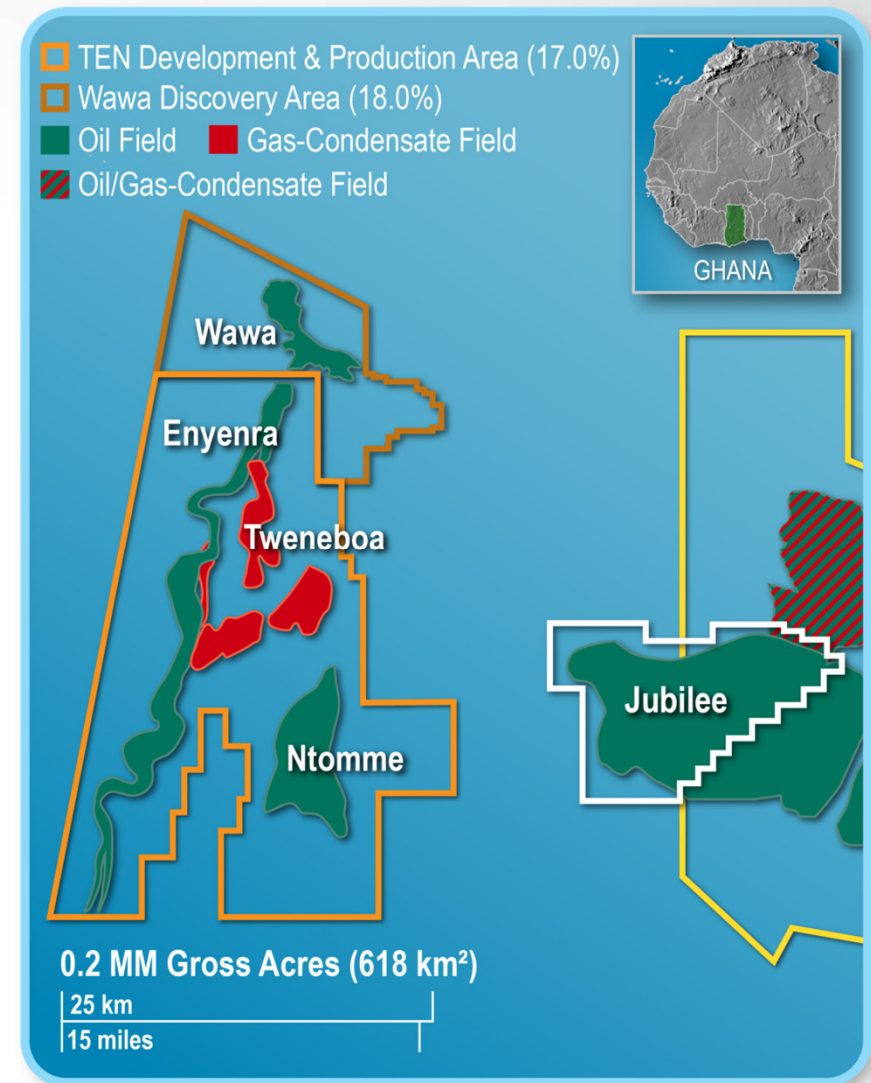 TEN Development & Production Area (17.0%)
Wawa Discovery Area (18.0%)
Oil Field
Gas-Condensate Field
Oil/Gas-Condensate Field
GHANA
Wawa
Enyenra
Tweneboa
Jubilee
Ntomme
0.2 MM Gross Acres (618 km²)
25 km
15 miles